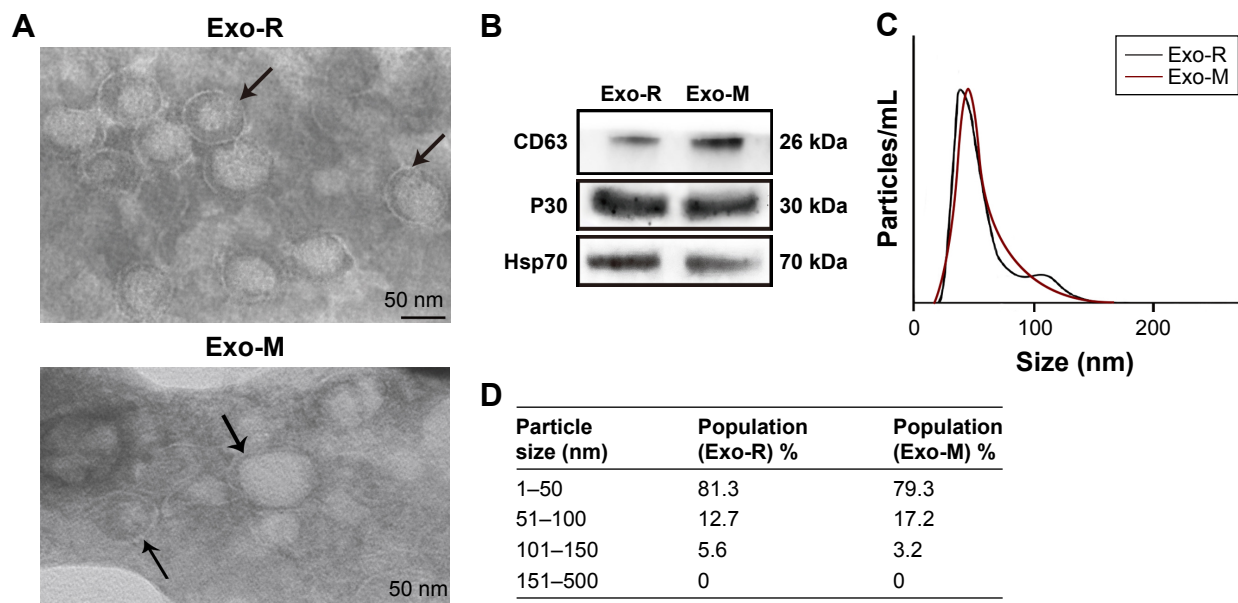 A
Exo-R
50 nm
Exo-M
50 nm
B
Exo-R Exo-M
CD63 26 kDa
P30 30 kDa
Hsp70 70 kDa
C
Exo-R
Exo-M
Particles/mL
0 100 200
Size (nm)
D
Particle size (nm) Population (Exo-R) % Population (Exo-M) %
1–50 81.3 79.3
51–100 12.7 17.2
101–150 5.6 3.2
151–500 0 0